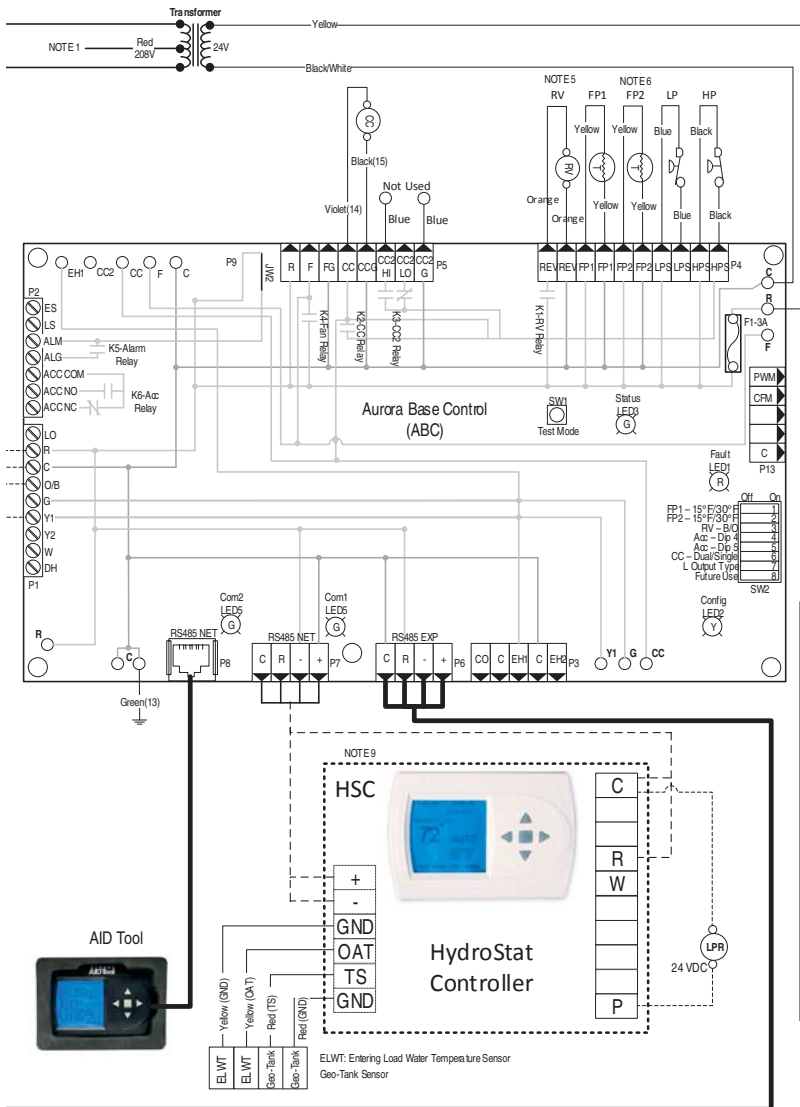 Transformer
NOTE 1
Red
208V
24V
Yellow
Black/White
CC
Black(15)
Violet(14)
Not Used
Blue
Blue
NOTE 5
RV
FP1
NOTE 6
FP2
LP
HP
Yellow
Yellow
Blue
Black
RV
T
T
Orange
Orange
Yellow
Yellow
Blue
Black
EH1
CC2
CC
F
C
P9
JW2
R
F
FG
CC
CCG
CC2 HI
CC2 LO
CC2 G
P5
REV
REV
FP1
FP1
FP2
FP2
LPS
LPS
HPS
HPS
P4
C
R
F1-3A
F
P2
ES
LS
ALM
ALG
ACC COM
ACC NO
ACC NC
K5-Alarm
Relay
K6-Acc
Relay
K4-Fan Relay
K2-CC Relay
K3-CC2 Relay
K1-RV Relay
Aurora Base Control
(ABC)
SW1
Test Mode
Status
LED3
G
PWM
CFM
C
P13
LO
R
C
O/B
G
Y1
Y2
W
DH
P1
Fault
LED1
R
Off On
FP1 – 15°F/30°F 1
FP2 – 15°F/30°F 2
RV – B/O 3
Acc – Dip 4 4
Acc – Dip 5 5
CC – Dual/Single 6
L Output Type 7
Future Use 8
SW2
Config
LED2
Y
Com2
LED5
G
Com1
LED5
G
R
C
RS485 NET
P8
RS485 NET
C R - +
P7
RS485 EXP
C R - +
P6
CO C EH1 C EH2
P3
Y1 G CC
Green(13)
NOTE 9
HSC
72
AUTO
+
-
GND
OAT
TS
GND
C
R
W
P
HydroStat
Controller
LPR
24 VDC
AID Tool
AID Tool
Yellow (GND)
Yellow (OAT)
Red (TS)
Red (GND)
ELWT
ELWT
Geo-Tank
Geo-Tank
ELWT: Entering Load Water Temperature Sensor
Geo-Tank Sensor